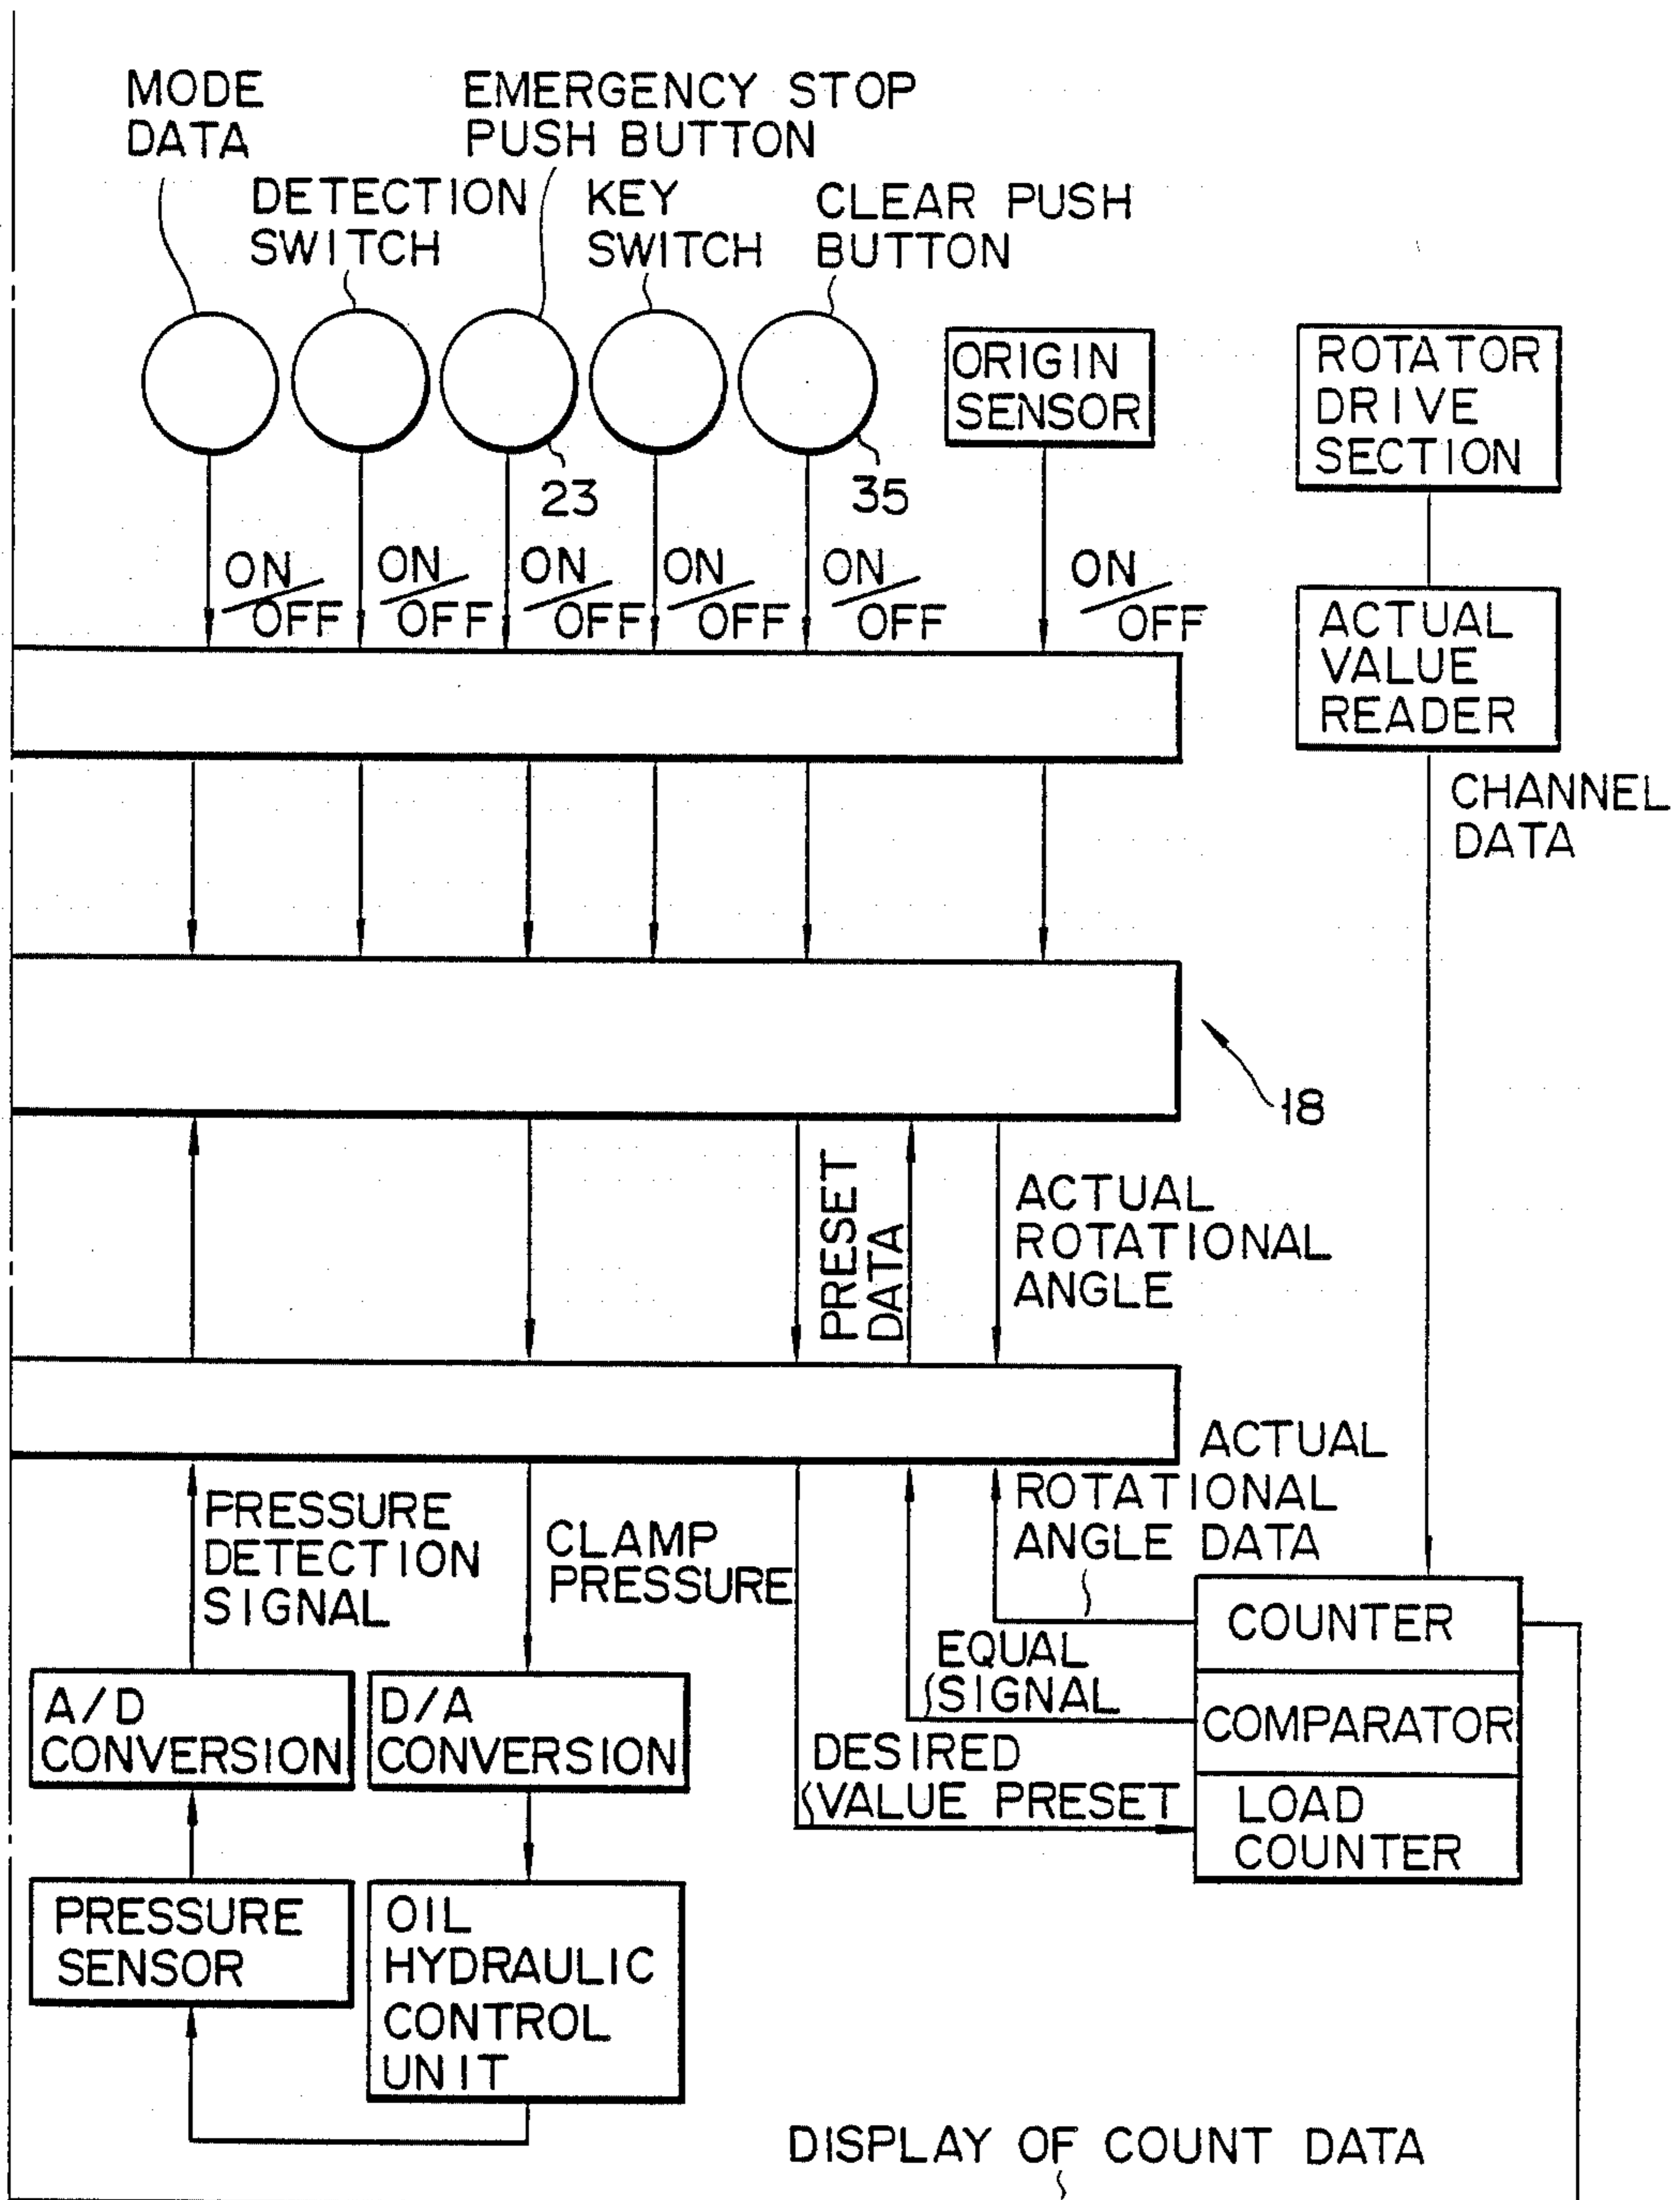 MODE
DATA
EMERGENCY STOP
PUSH BUTTON
DETECTION
SWITCH
KEY
SWITCH
CLEAR PUSH
BUTTON
ORIGIN
SENSOR
ROTATOR
DRIVE
SECTION
23
35
ON/OFF
ON/OFF
ON/OFF
ON/OFF
ON/OFF
ON/OFF
ACTUAL
VALUE
READER
CHANNEL
DATA
18
PRESET
DATA
ACTUAL
ROTATIONAL
ANGLE
ACTUAL
ROTATIONAL
ANGLE DATA
PRESSURE
DETECTION
SIGNAL
CLAMP
PRESSURE
COUNTER
EQUAL
SIGNAL
COMPARATOR
A/D
CONVERSION
D/A
CONVERSION
DESIRED
VALUE PRESET
LOAD
COUNTER
PRESSURE
SENSOR
OIL
HYDRAULIC
CONTROL
UNIT
DISPLAY OF COUNT DATA